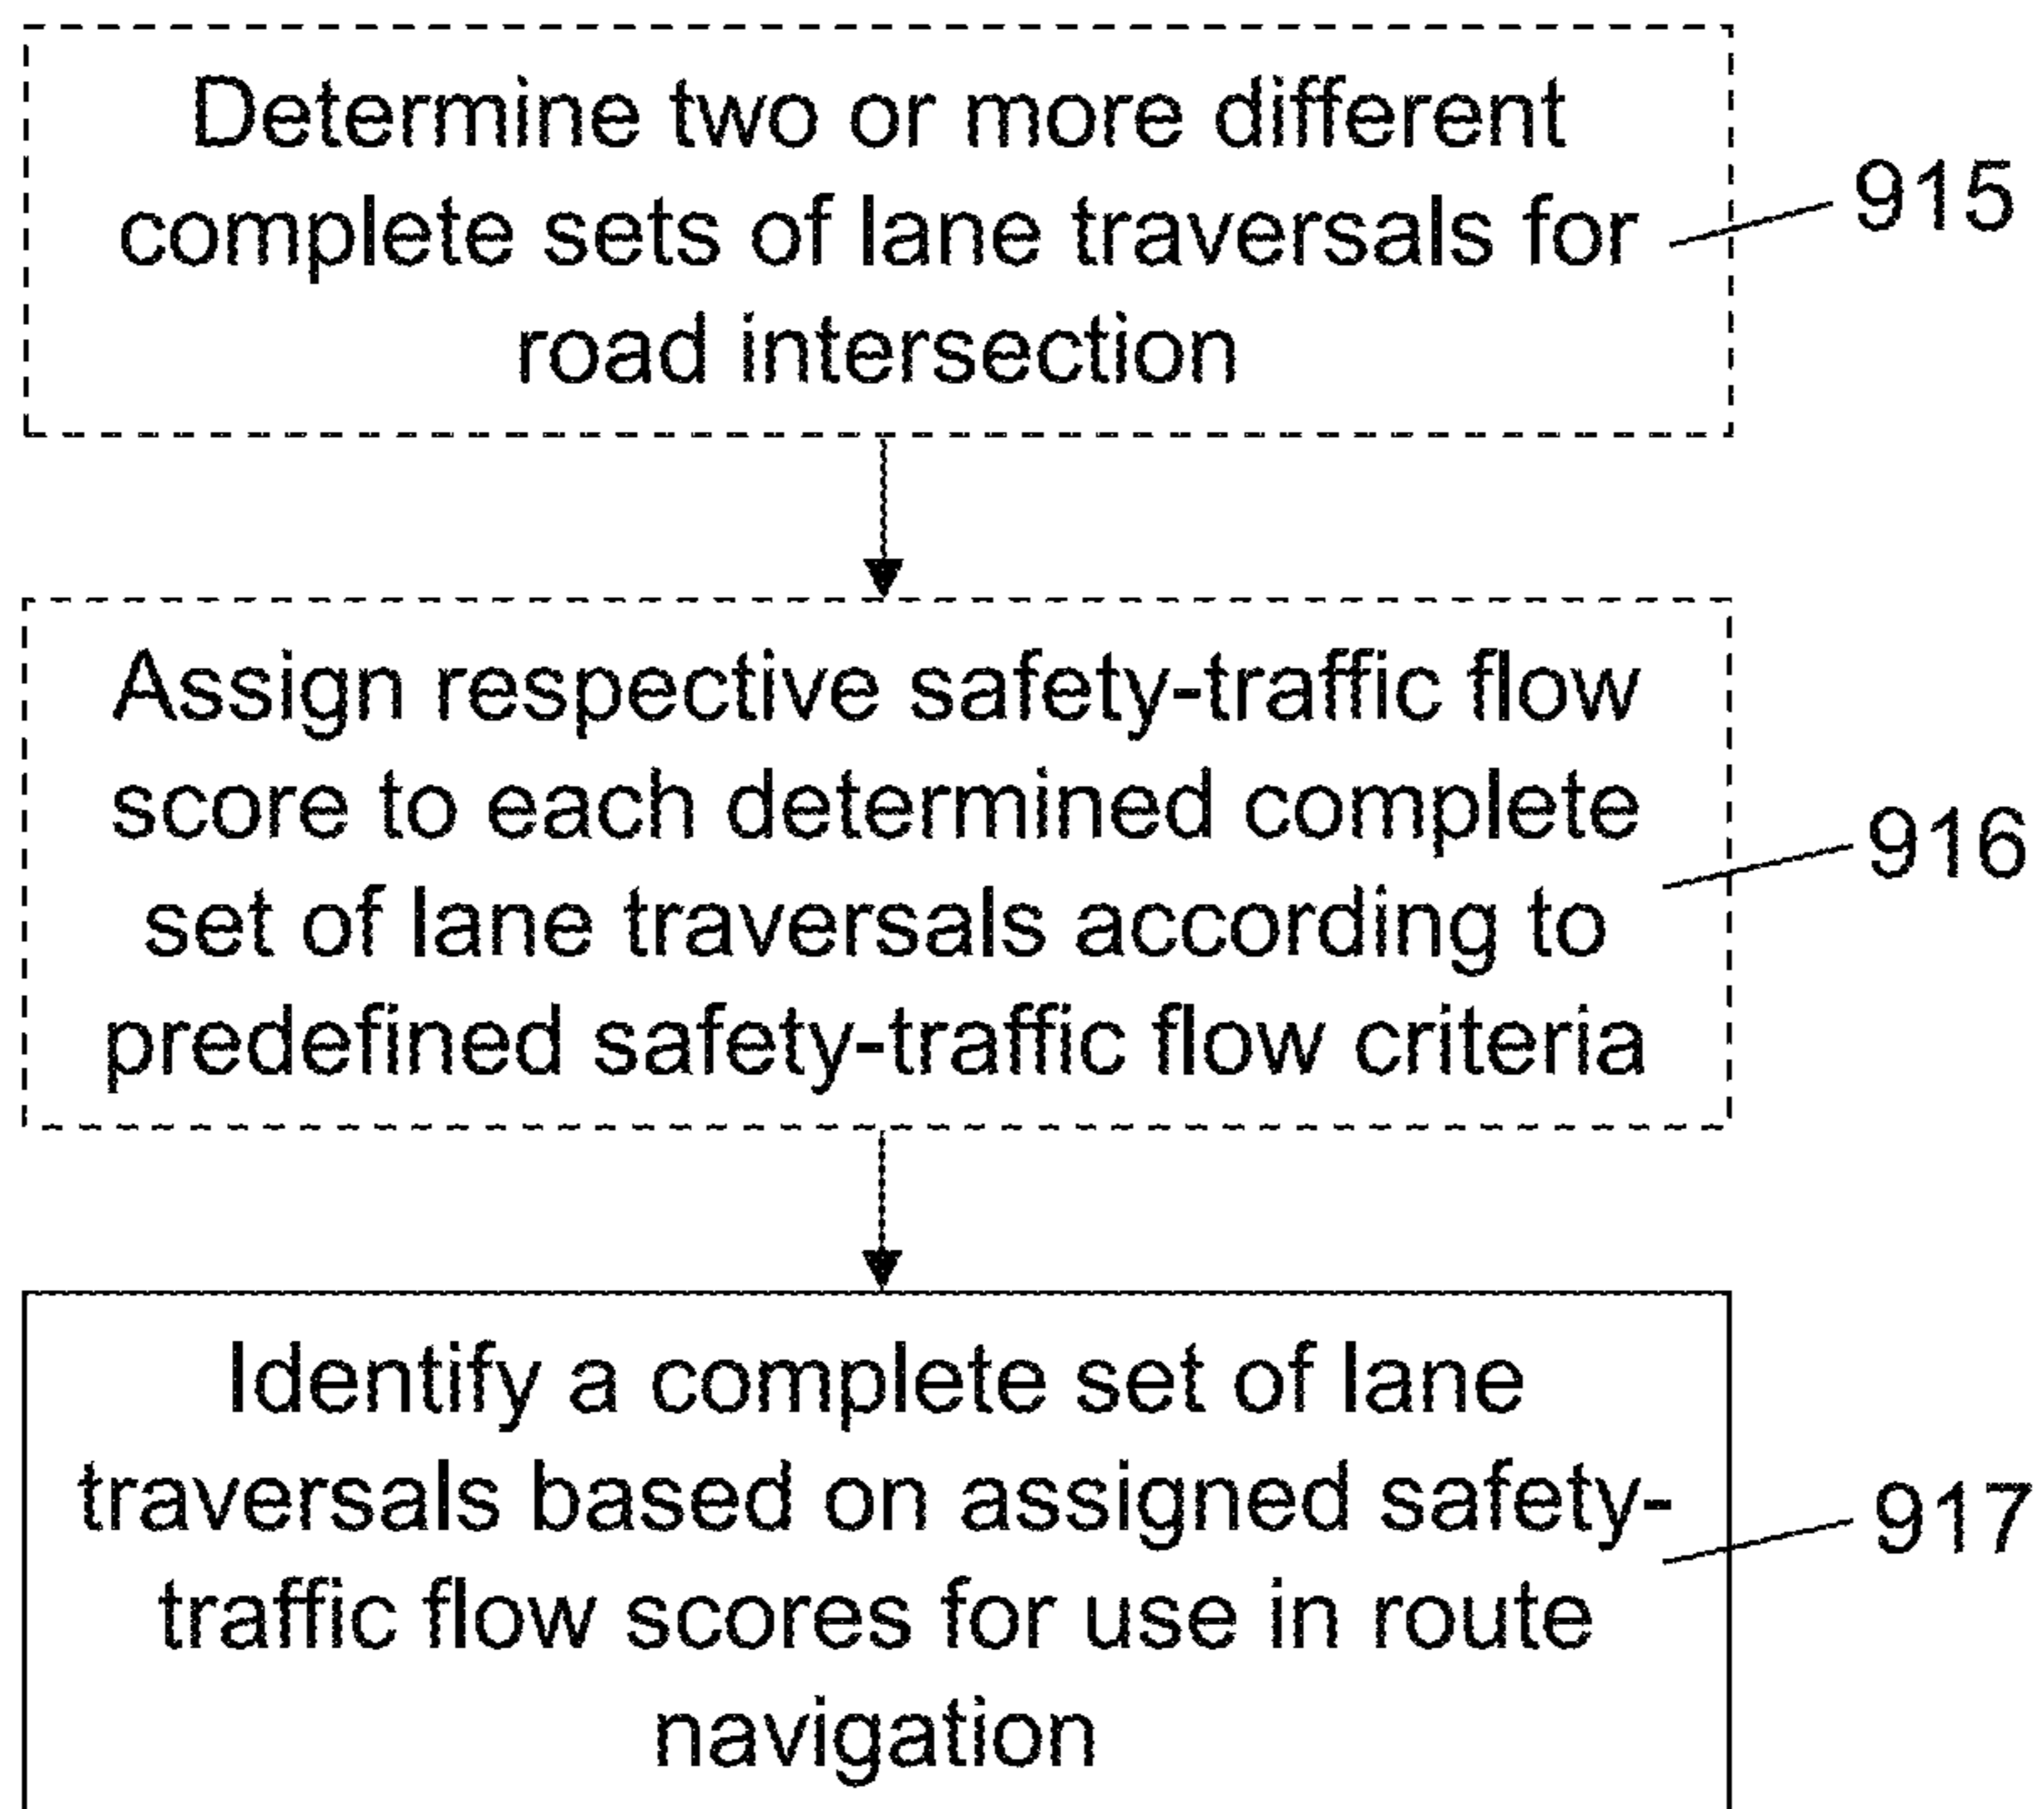 Determine two or more different
complete sets of lane traversals for
road intersection
915
Assign respective safety-traffic flow
score to each determined complete
set of lane traversals according to
predefined safety-traffic flow criteria
916
Identify a complete set of lane
traversals based on assigned safety-
traffic flow scores for use in route
navigation
917